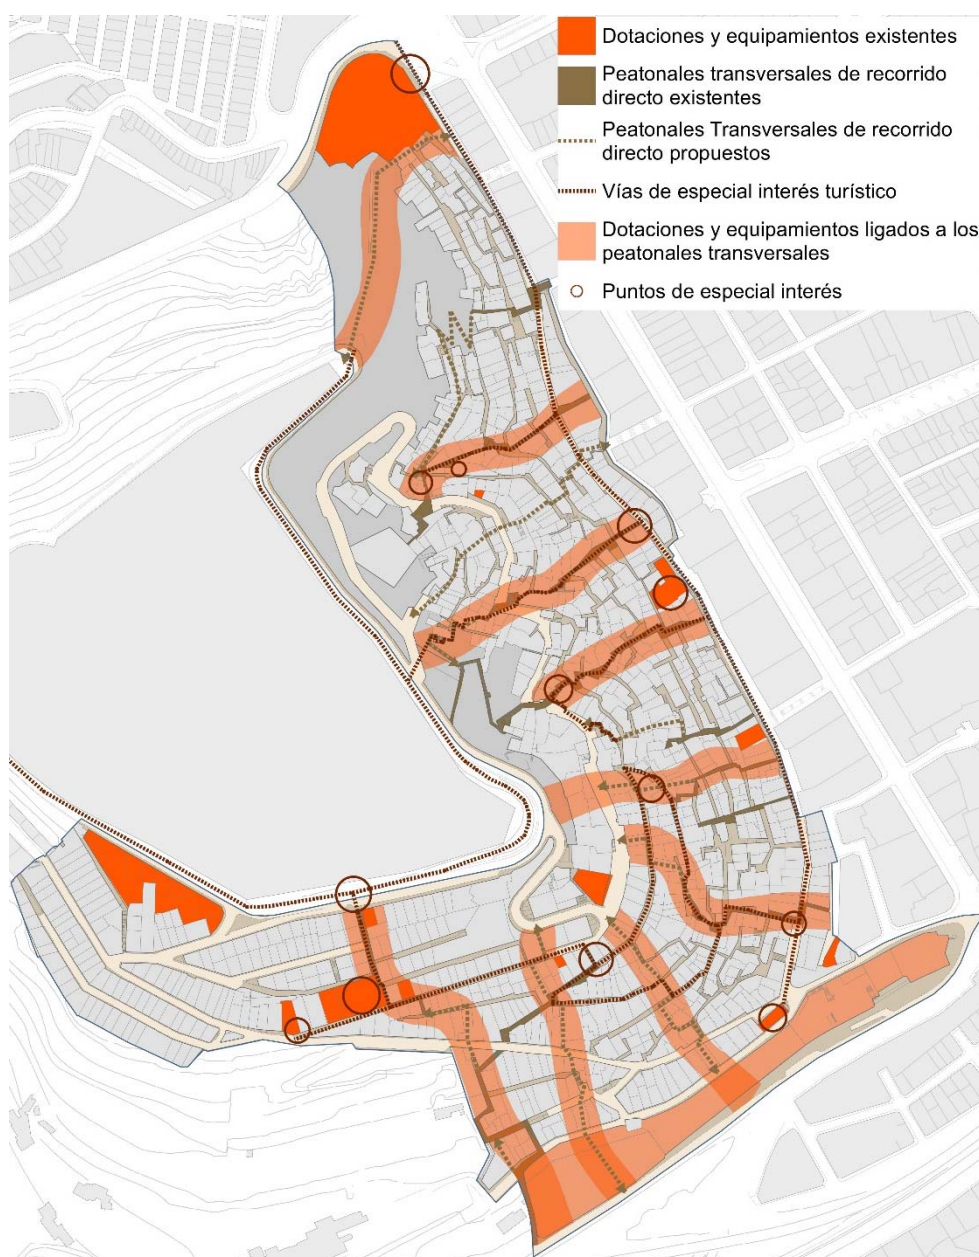 Dotaciones y equipamientos existentes
Peatonales transversales de recorrido
directo existentes
Peatonales Transversales de recorrido
directo propuestos
Vías de especial interés turístico
Dotaciones y equipamientos ligados a los
peatonales transversales
Puntos de especial interés